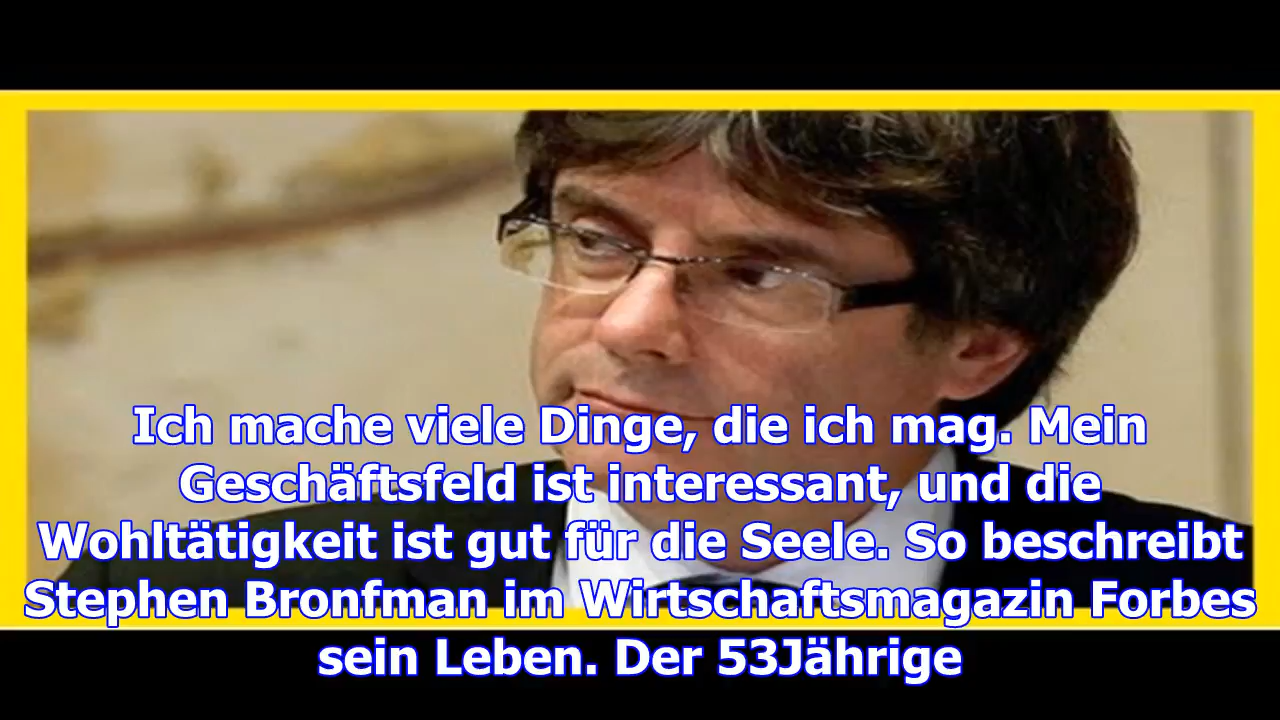 Ich mache viele Dinge, die ich mag. Mein
Geschäftsfeld ist interessant, und die
Wohltätigkeit ist gut für die Seele. So beschreibt
Stephen Bronfman im Wirtschaftsmagazin Forbes
sein Leben. Der 53Jährige